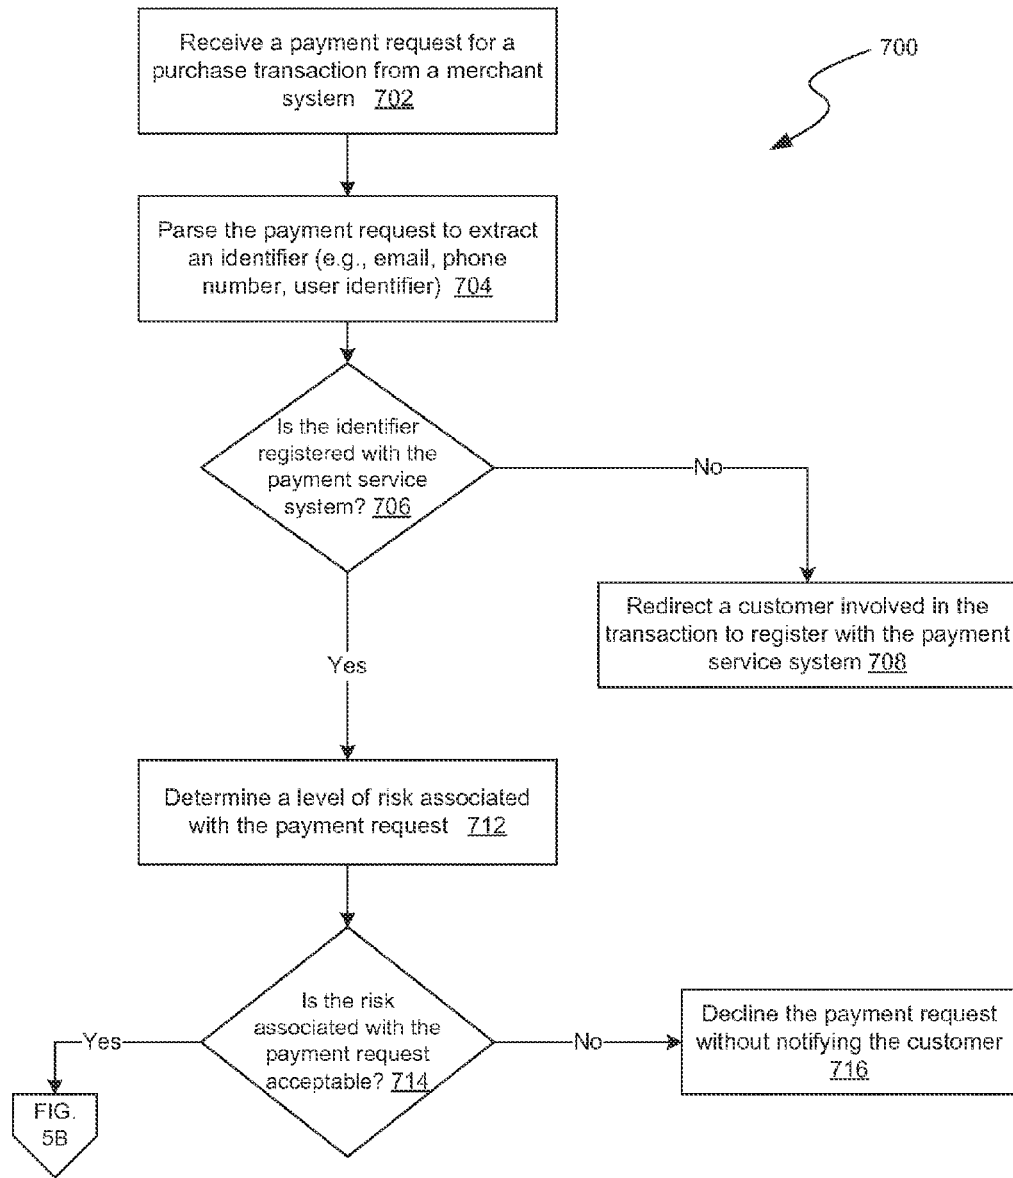 Receive a payment request for a
purchase transaction from a merchant
system 702
700
Parse the payment request to extract
an identifier (e.g., email, phone
number, user identifier) 704
Is the identifier
registered with the
payment service
system? 706
No
Redirect a customer involved in the
transaction to register with the payment
service system 708
Yes
Determine a level of risk associated
with the payment request 712
Is the risk
associated with the
payment request
acceptable? 714
Yes
No
Decline the payment request
without notifying the customer
716
FIG.
5B